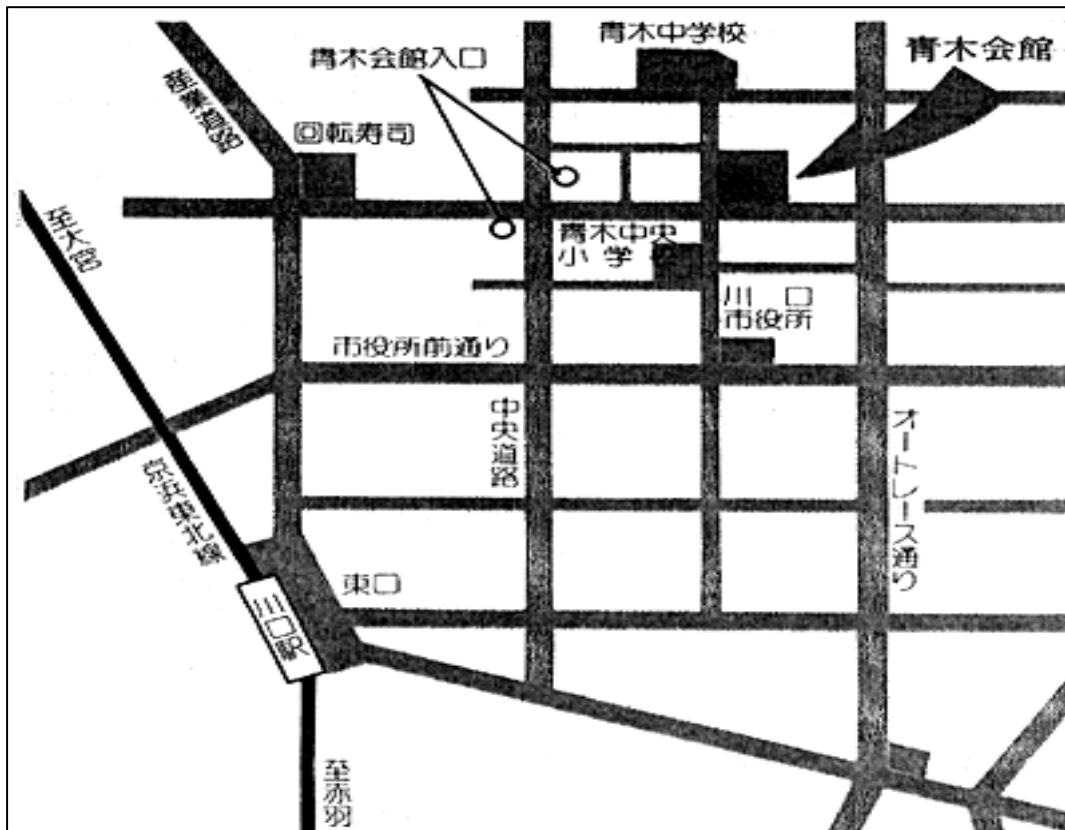 青木中学校
青木会館
青木会館入口
産業道路
回転寿司
至大宮
青木中央
小学校
川口
市役所
市役所前通り
中央道路
オートレース通り
京浜東北線
東口
川口駅
至赤羽